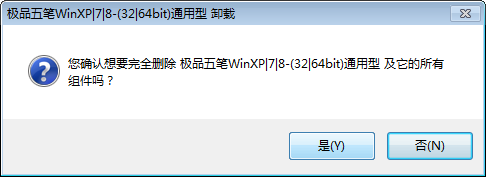 极品五笔WinXP|7|8-(32|64bit)通用型 卸载
您确认想要完全删除 极品五笔WinXP|7|8-(32|64bit)通用型 及它的所有
组件吗？
是(Y)
否(N)